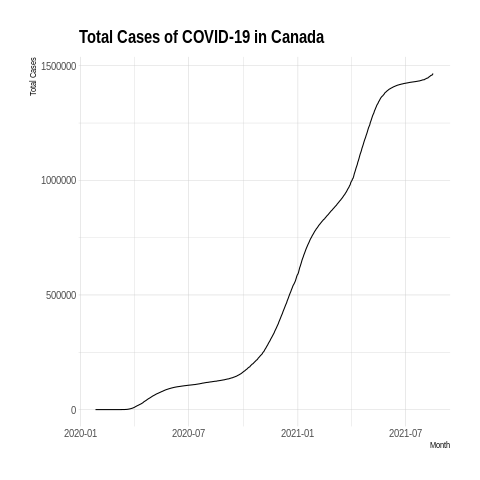 Total Cases of COVID-19 in Canada
Total Cases
1500000
1000000
500000
0
2020-01 2020-07 2021-01 2021-07
Month